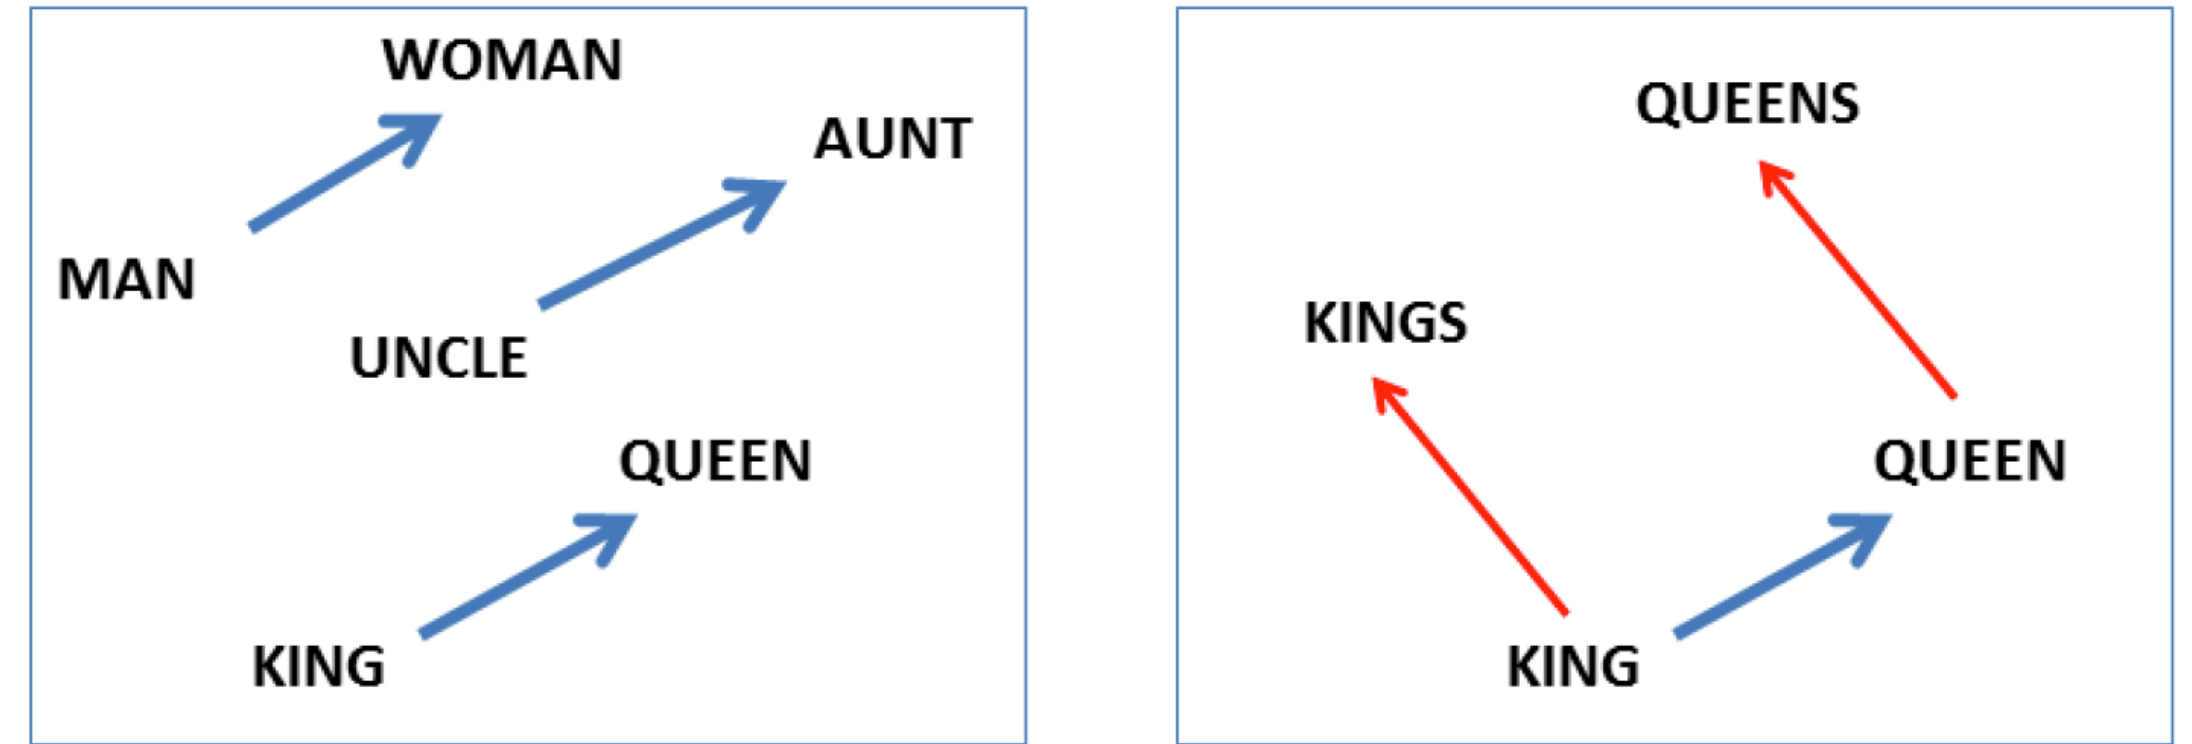 WOMAN
AUNT
MAN
UNCLE
QUEEN
KING
QUEENS
KINGS
QUEEN
KING